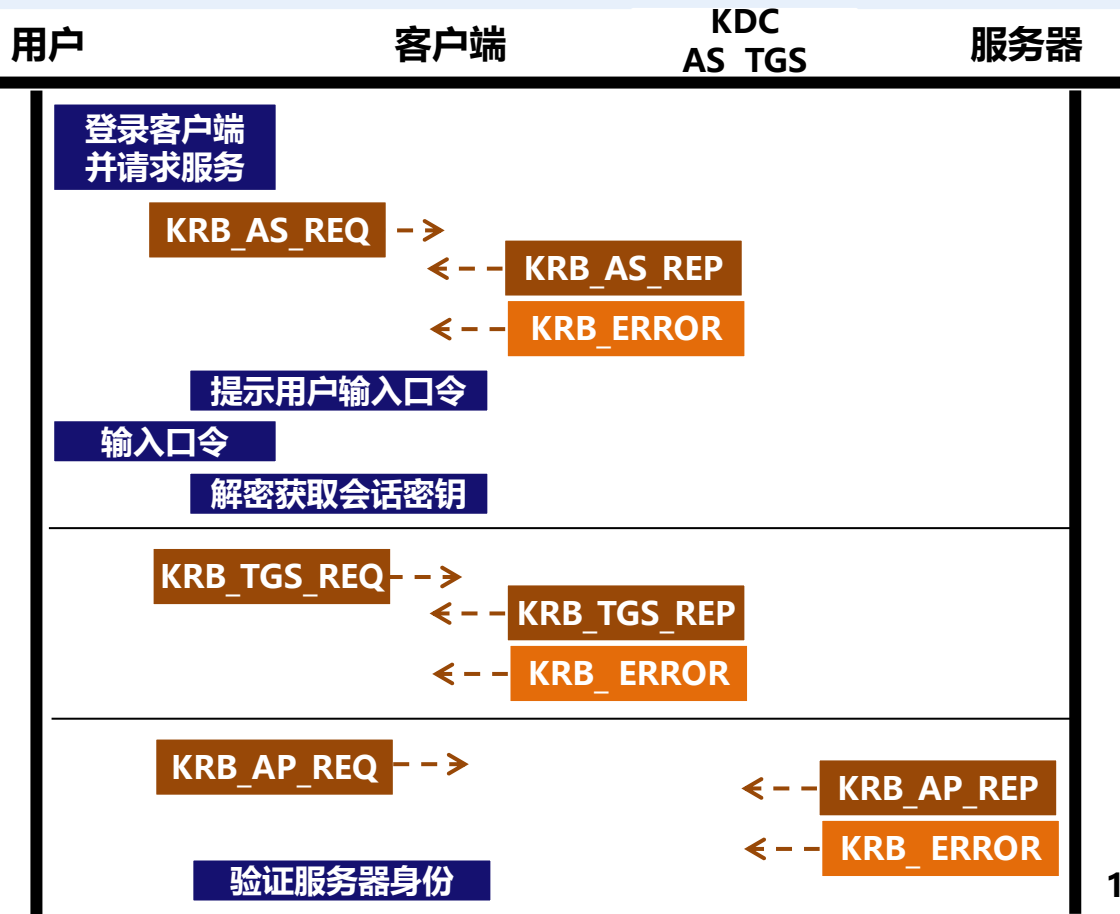 用户
客户端
KDC
AS TGS
服务器
登录客户端
并请求服务
KRB_AS_REQ
KRB_AS_REP
KRB_ERROR
提示用户输入口令
输入口令
解密获取会话密钥
KRB_TGS_REQ
KRB_TGS_REP
KRB_ ERROR
KRB_AP_REQ
KRB_AP_REP
KRB_ ERROR
验证服务器身份
1